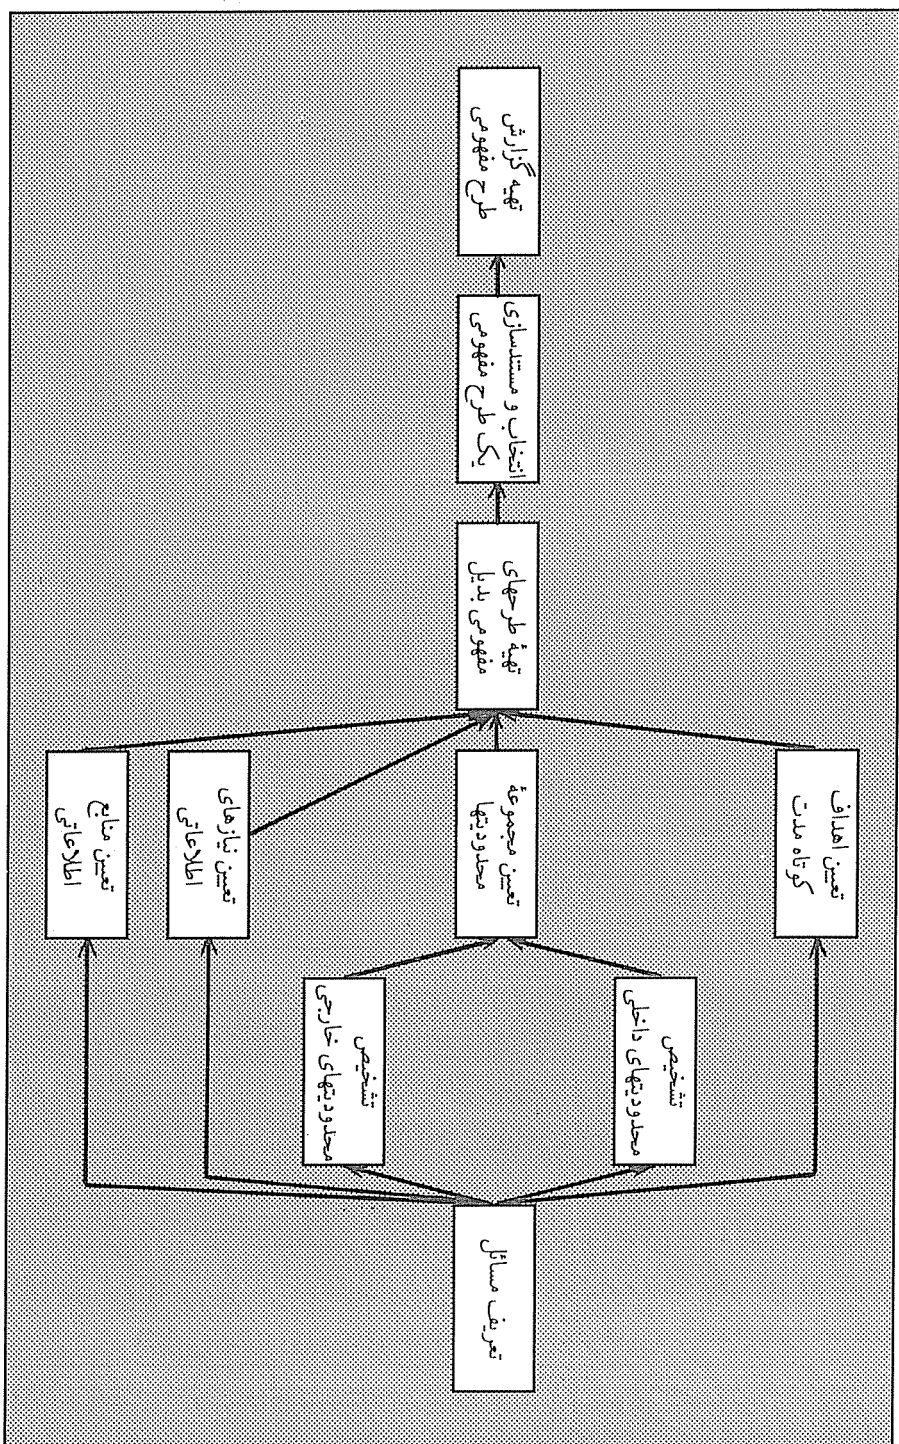 تعریف مسائل
تشخیص
محدودیتهای داخلی
تشخیص
محدودیتهای خارجی
تعیین اهداف
کوتاه مدت
تعیین مجموعهٔ
محدودیتها
تعیین نیازهای
اطلاعاتی
تعیین منابع
اطلاعاتی
تهیهٔ طرحهای
مفهومی بدیل
انتخاب و مستندسازی
یک طرح مفهومی
تهیه گزارش
طرح مفهومی